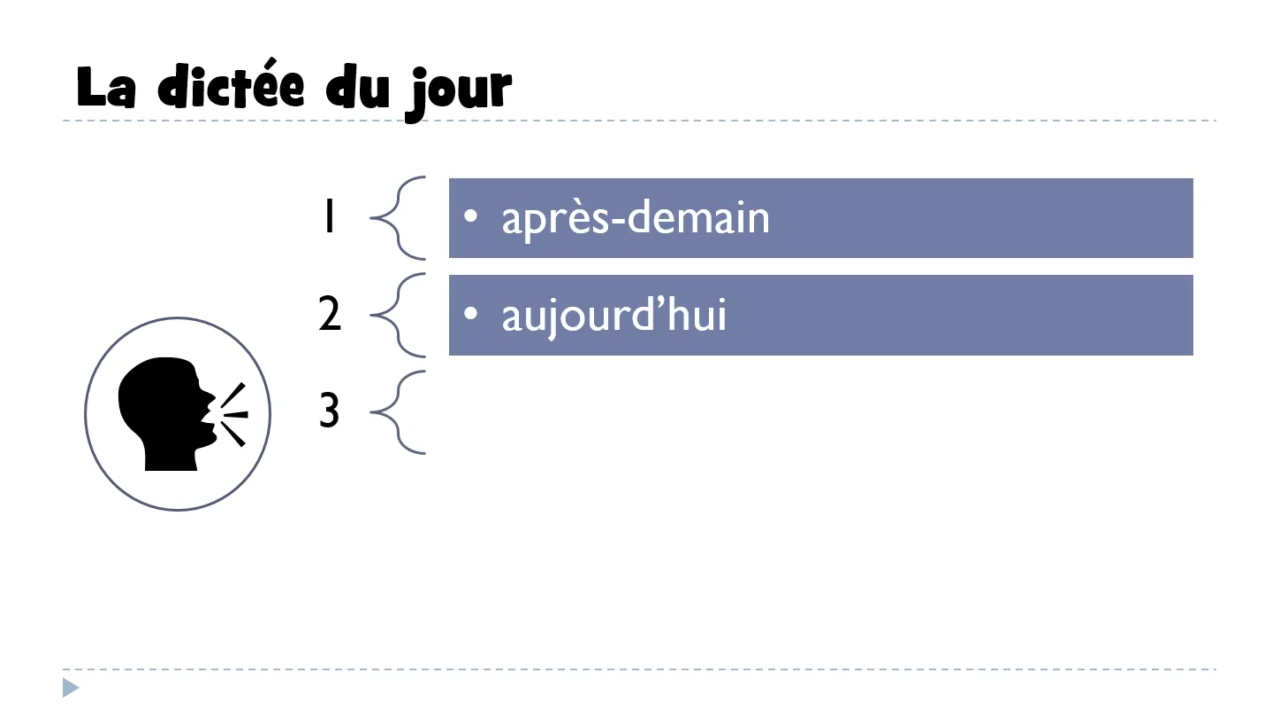 La dictée du jour
1
• après-demain
2
• aujourd’hui
3